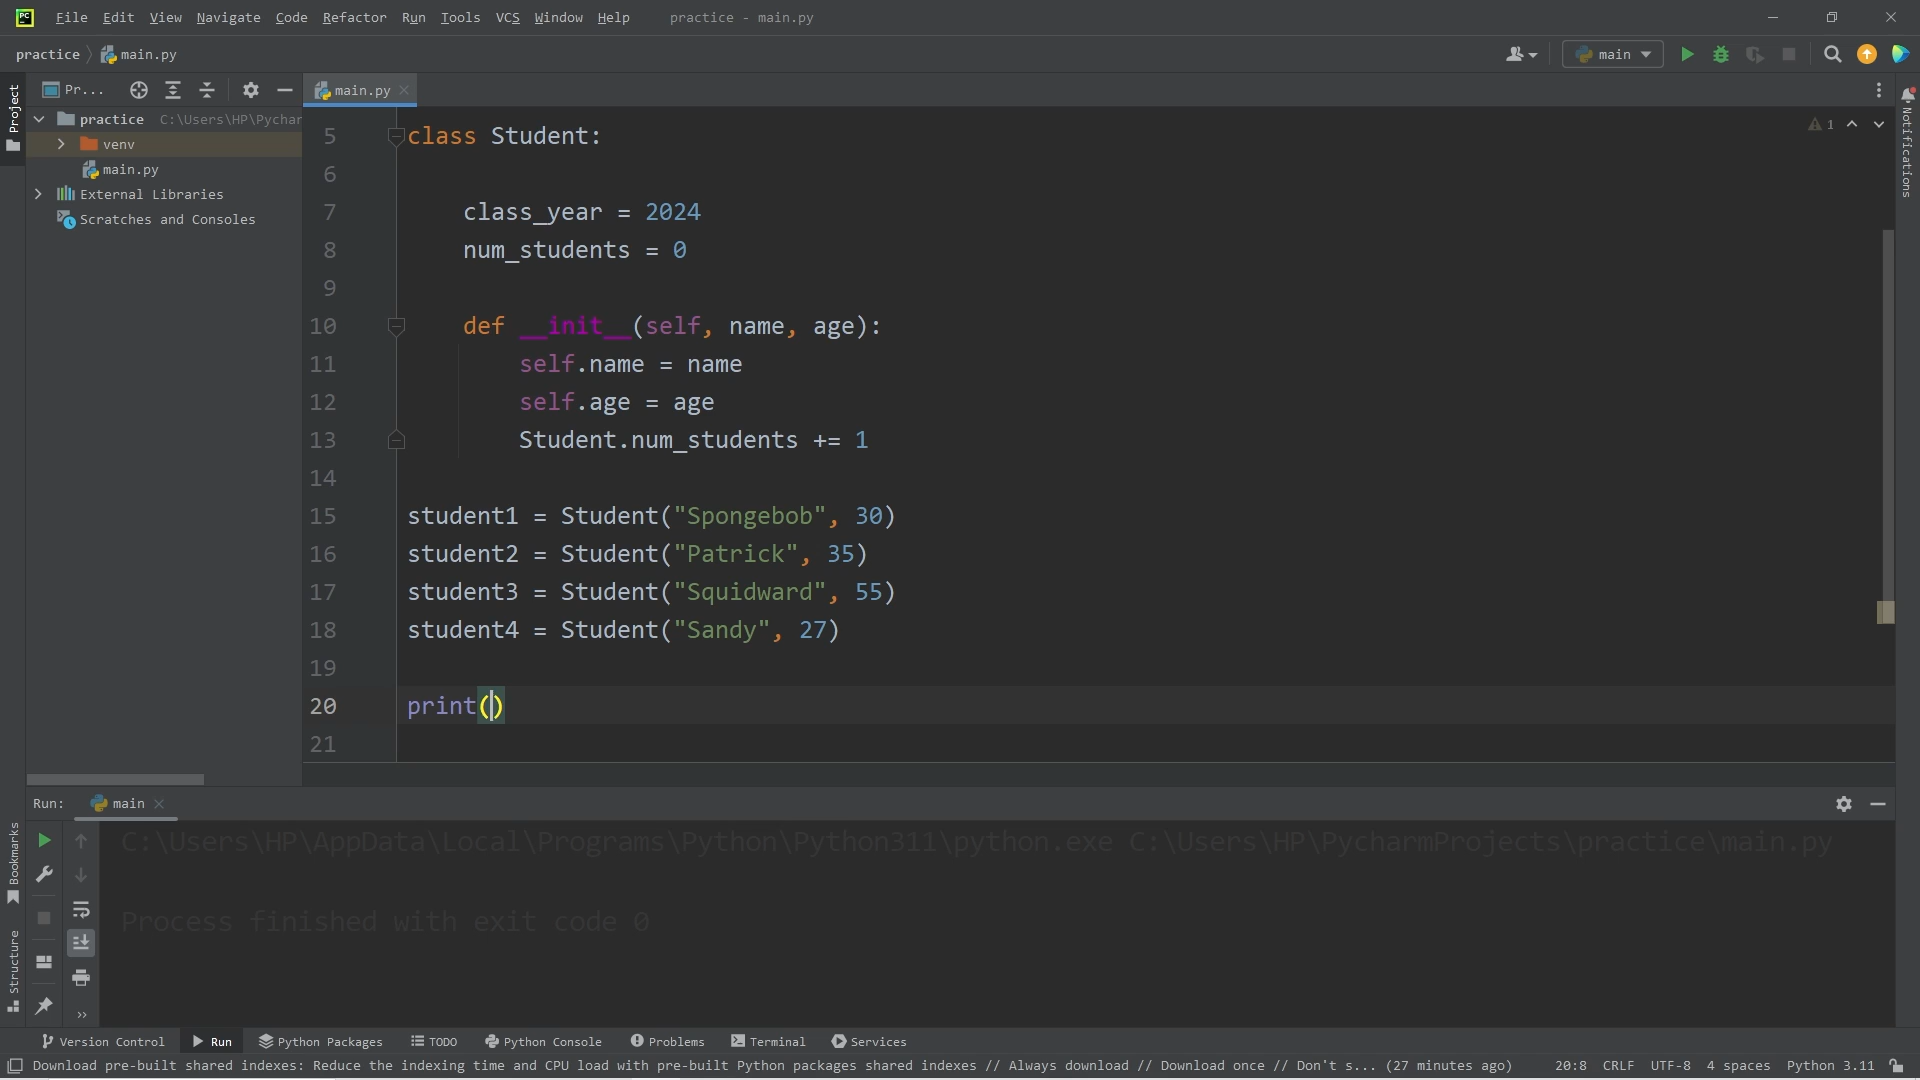 File Edit View Navigate Code Refactor Run Tools VCS Window Help practice - main.py
practice main.py main
Project
Pr... main.py
practice C:\Users\HP\Pychar
venv
main.py
External Libraries
Scratches and Consoles
1
Notifications
5 class Student:
6
7 class_year = 2024
8 num_students = 0
9
10 def __init__(self, name, age):
11 self.name = name
12 self.age = age
13 Student.num_students += 1
14
15 student1 = Student("Spongebob", 30)
16 student2 = Student("Patrick", 35)
17 student3 = Student("Squidward", 55)
18 student4 = Student("Sandy", 27)
19
20 print()
21
Run: main
C:\Users\HP\AppData\Local\Programs\Python\Python311\python.exe C:\Users\HP\PycharmProjects\practice\main.py
Process finished with exit code 0
Bookmarks
Structure
Version Control Run Python Packages TODO Python Console Problems Terminal Services
Download pre-built shared indexes: Reduce the indexing time and CPU load with pre-built Python packages shared indexes // Always download // Download once // Don't s... (27 minutes ago) 20:8 CRLF UTF-8 4 spaces Python 3.11